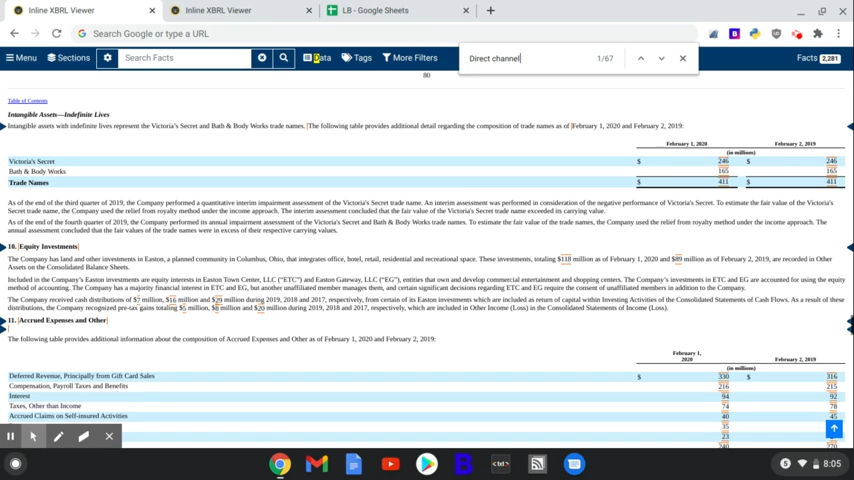 Inline XBRL Viewer
Inline XBRL Viewer
LB - Google Sheets
Search Google or type a URL
Menu
Sections
Search Facts
Data
Tags
More Filters
Direct channel
1/67
Facts 2,281
80
Table of Contents
Intangible Assets—Indefinite Lives
Intangible assets with indefinite lives represent the Victoria's Secret and Bath & Body Works trade names. The following table provides additional detail regarding the composition of trade names as of February 1, 2020 and February 2, 2019:
February 1, 2020 February 2, 2019
(in millions)
Victoria's Secret $ 246 $ 246
Bath & Body Works 165 165
Trade Names $ 411 $ 411
As of the end of the third quarter of 2019, the Company performed a quantitative interim impairment assessment of the Victoria's Secret trade name. An interim assessment was performed in consideration of the negative performance of Victoria's Secret. To estimate the fair value of the Victoria's
Secret trade name, the Company used the relief from royalty method under the income approach. The interim assessment concluded that the fair value of the Victoria's Secret trade name exceeded its carrying value.
As of the end of the fourth quarter of 2019, the Company performed its annual impairment assessment of the Victoria's Secret and Bath & Body Works trade names. To estimate the fair value of the trade names, the Company used the relief from royalty method under the income approach. The
annual assessment concluded that the fair values of the trade names were in excess of their respective carrying values.
10. Equity Investments
The Company has land and other investments in Easton, a planned community in Columbus, Ohio, that integrates office, hotel, retail, residential and recreational space. These investments, totaling $118 million as of February 1, 2020 and $89 million as of February 2, 2019, are recorded in Other
Assets on the Consolidated Balance Sheets.
Included in the Company's Easton investments are equity interests in Easton Town Center, LLC ("ETC") and Easton Gateway, LLC ("EG"), entities that own and develop commercial entertainment and shopping centers. The Company's investments in ETC and EG are accounted for using the equity
method of accounting. The Company has a majority financial interest in ETC and EG, but another unaffiliated member manages them, and certain significant decisions regarding ETC and EG require the consent of unaffiliated members in addition to the Company.
The Company received cash distributions of $7 million, $16 million and $29 million during 2019, 2018 and 2017, respectively, from certain of its Easton investments which are included as return of capital within Investing Activities of the Consolidated Statements of Cash Flows. As a result of these
distributions, the Company recognized pre-tax gains totaling $5 million, $8 million and $20 million during 2019, 2018 and 2017, respectively, which are included in Other Income (Loss) in the Consolidated Statements of Income (Loss).
11. Accrued Expenses and Other
The following table provides additional information about the composition of Accrued Expenses and Other as of February 1, 2020 and February 2, 2019:
February 1,
2020 February 2, 2019
(in millions)
Deferred Revenue, Principally from Gift Card Sales $ 330 $ 316
Compensation, Payroll Taxes and Benefits 216 215
Interest 94 92
Taxes, Other than Income 74 78
Accrued Claims on Self-insured Activities 40 45
35
23
240 270
<txt>
8:05